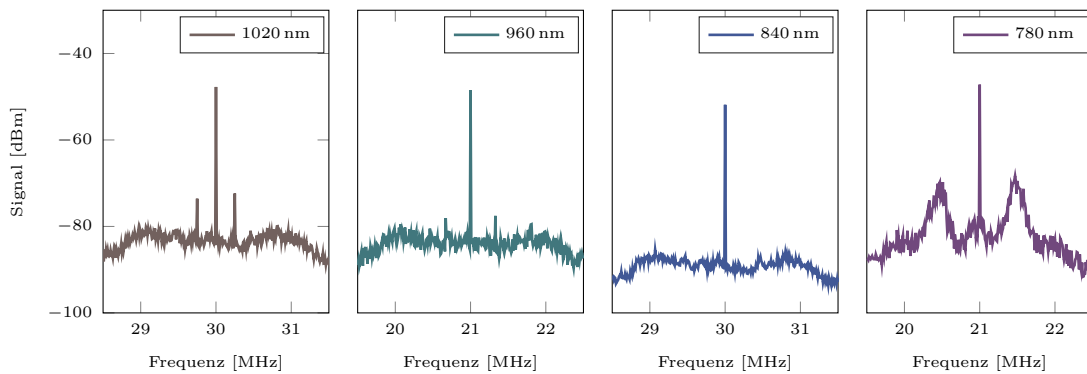 1020 nm
960 nm
840 nm
780 nm
−30
−60
−80
−100
Signal [dBm]
29 30 31
20 21 22
29 30 31
20 21 22
Frequenz [MHz]
Frequenz [MHz]
Frequenz [MHz]
Frequenz [MHz]